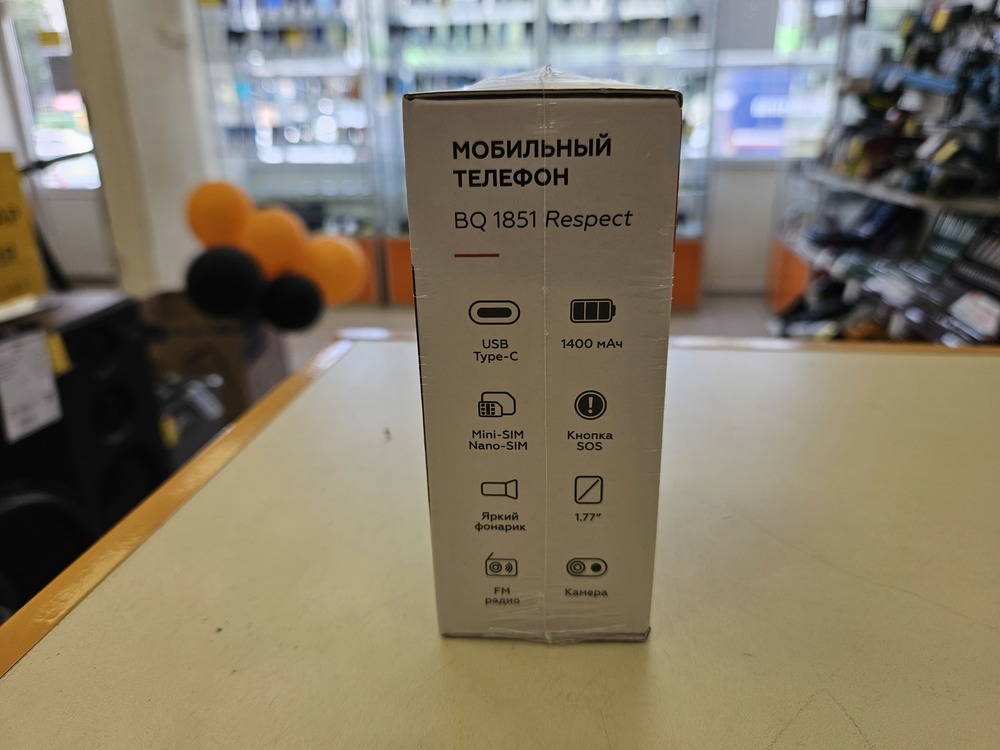 МОБИЛЬНЫЙ
ТЕЛЕФОН
BQ 1851 Respect
USB
Type-C
1400 мАч
Mini-SIM
Nano-SIM
Кнопка
SOS
Яркий
фонарик
1.77"
FM
радио
Камера